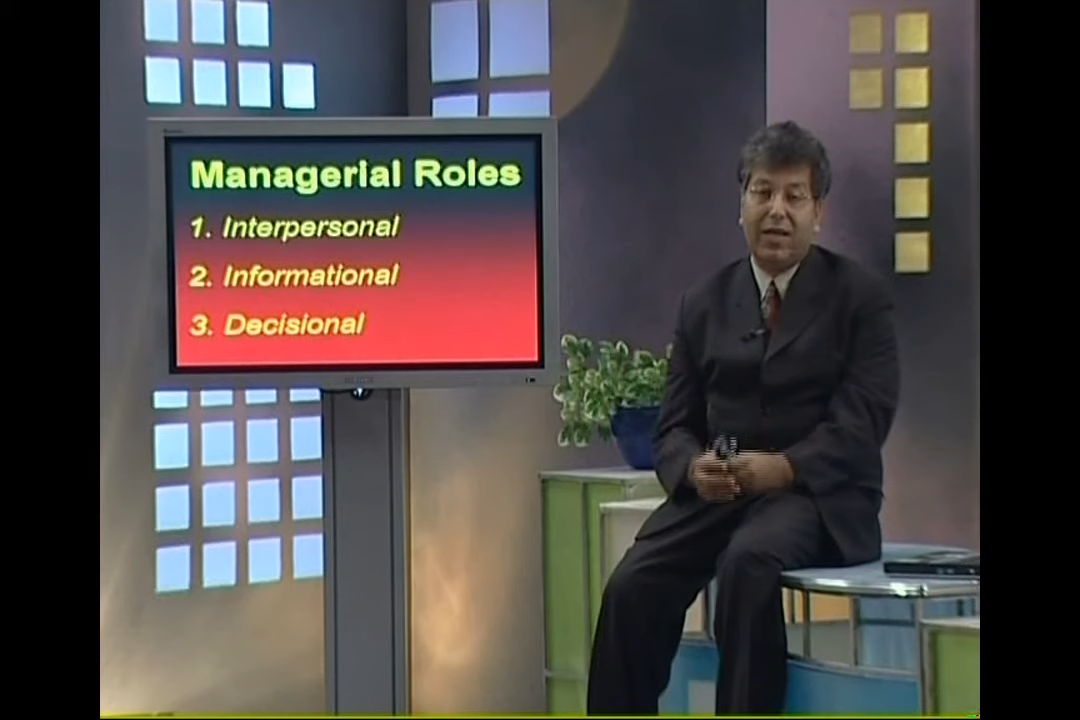 Managerial Roles
1. Interpersonal
2. Informational
3. Decisional